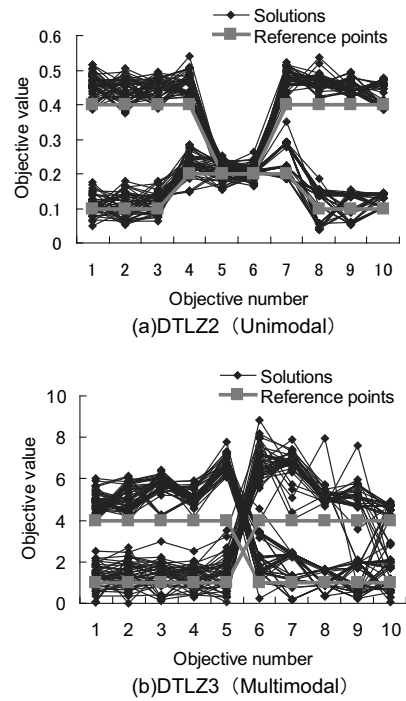 Solutions
Reference points
0.6
0.5
0.4
0.3
0.2
0.1
0
Objective value
1 2 3 4 5 6 7 8 9 10
Objective number
(a)DTLZ2（Unimodal）
Solutions
Reference points
10
8
6
4
2
0
Objective value
1 2 3 4 5 6 7 8 9 10
Objective number
(b)DTLZ3（Multimodal）